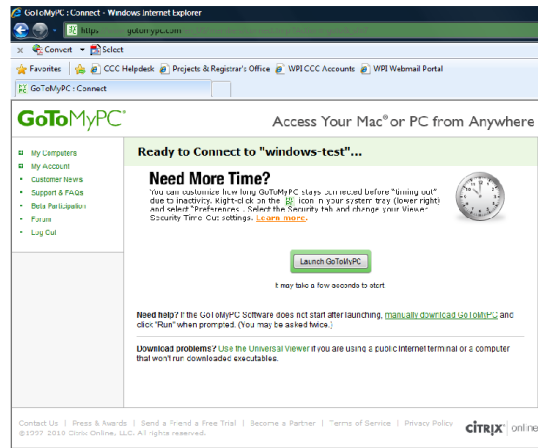 GoToMyPC : Connect - Windows Internet Explorer
https gotomypc.com
x Convert Select
Favorites CCC Helpdesk Projects & Registrar's Office WPI CCC Accounts WPI Webmail Portal
GoToMyPC : Connect
GoToMyPC® Access Your Mac® or PC from Anywhere
My Computers
My Account
Customer News
Support & FAQs
Beta Participation
Forum
Log Out
Ready to Connect to "windows-test"...
Need More Time?
You can customize how long GoToMyPC stays connected before "timing out"
due to inactivity. Right-click on the icon in your system tray (lower right)
and select "Preferences". Select the Security tab and change your Viewer
Security Time Out settings. Learn more.
Launch GoToMyPC
It may take a few seconds to start
Need help? If the GoToMyPC Software does not start after launching, manually download GoToMyPC and
click "Run" when prompted. (You may be asked twice.)
Download problems? Use the Universal Viewer if you are using a public Internet terminal or a computer
that won't run downloaded executables.
Contact Us | Press & Awards | Send a Friend a Free Trial | Become a Partner | Terms of Service | Privacy Policy
©1997-2010 Citrix Online, LLC. All rights reserved.
CITRIX® online